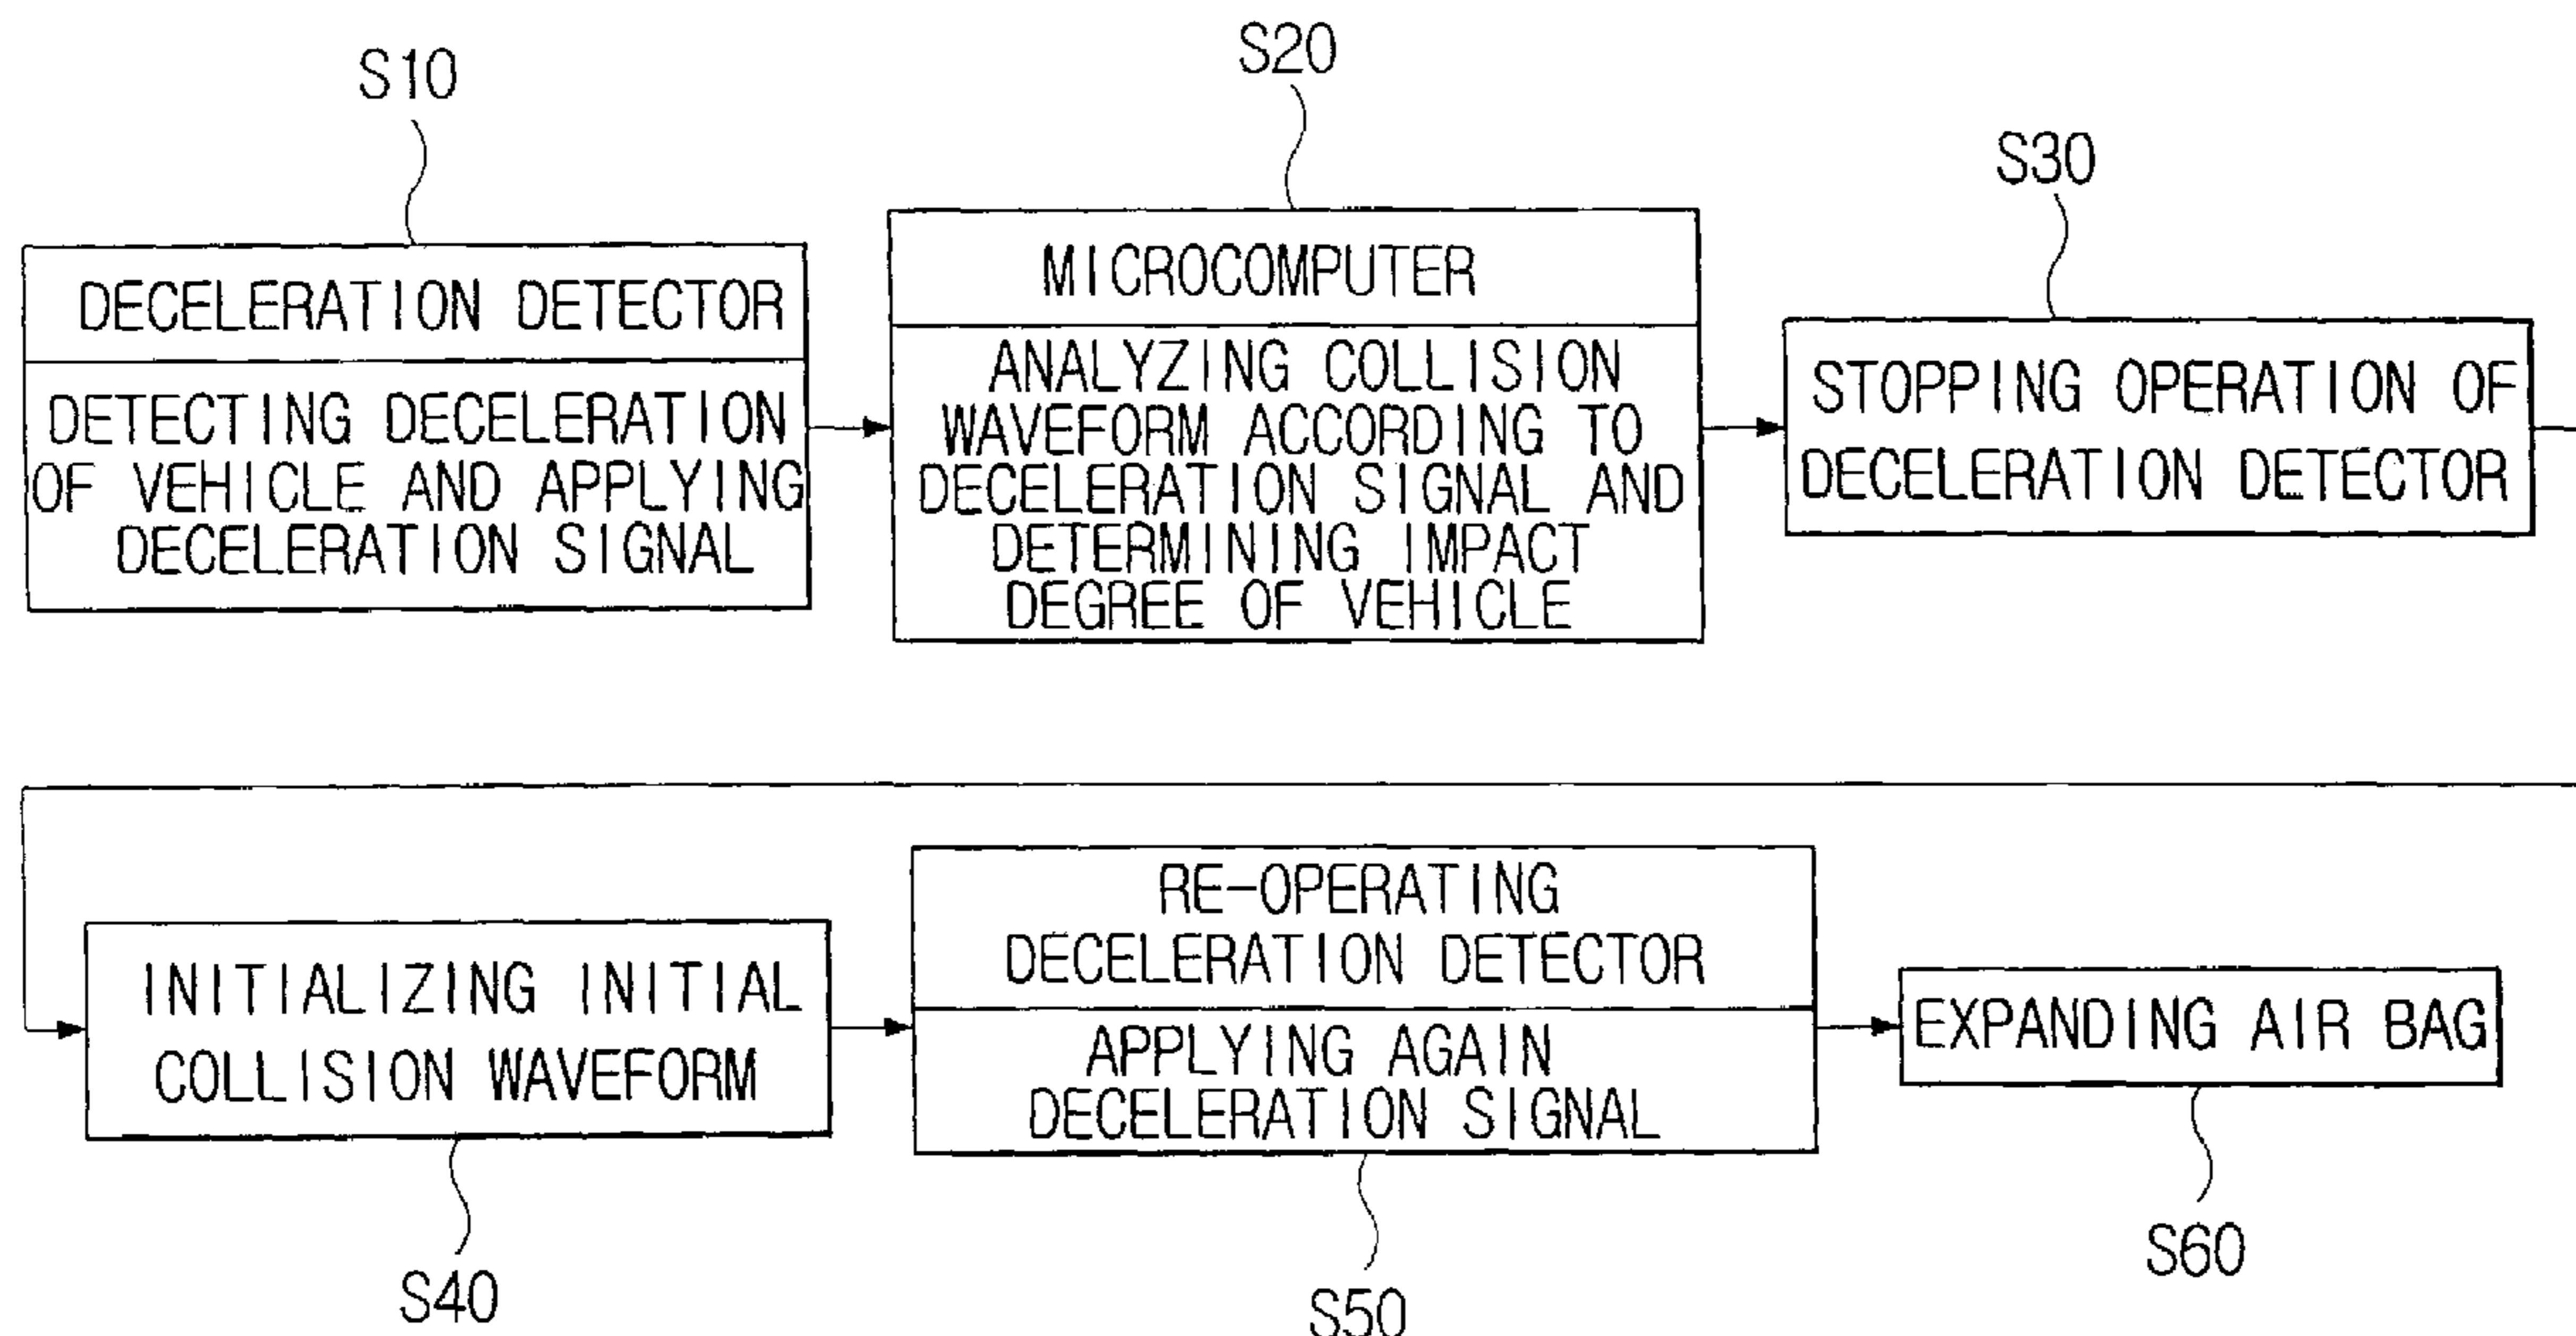 S10
S20
S30
DECELERATION DETECTOR
DETECTING DECELERATION
OF VEHICLE AND APPLYING
DECELERATION SIGNAL
MICROCOMPUTER
ANALYZING COLLISION
WAVEFORM ACCORDING TO
DECELERATION SIGNAL AND
DETERMINING IMPACT
DEGREE OF VEHICLE
STOPPING OPERATION OF
DECELERATION DETECTOR
INITIALIZING INITIAL
COLLISION WAVEFORM
RE-OPERATING
DECELERATION DETECTOR
APPLYING AGAIN
DECELERATION SIGNAL
EXPANDING AIR BAG
S40
S50
S60